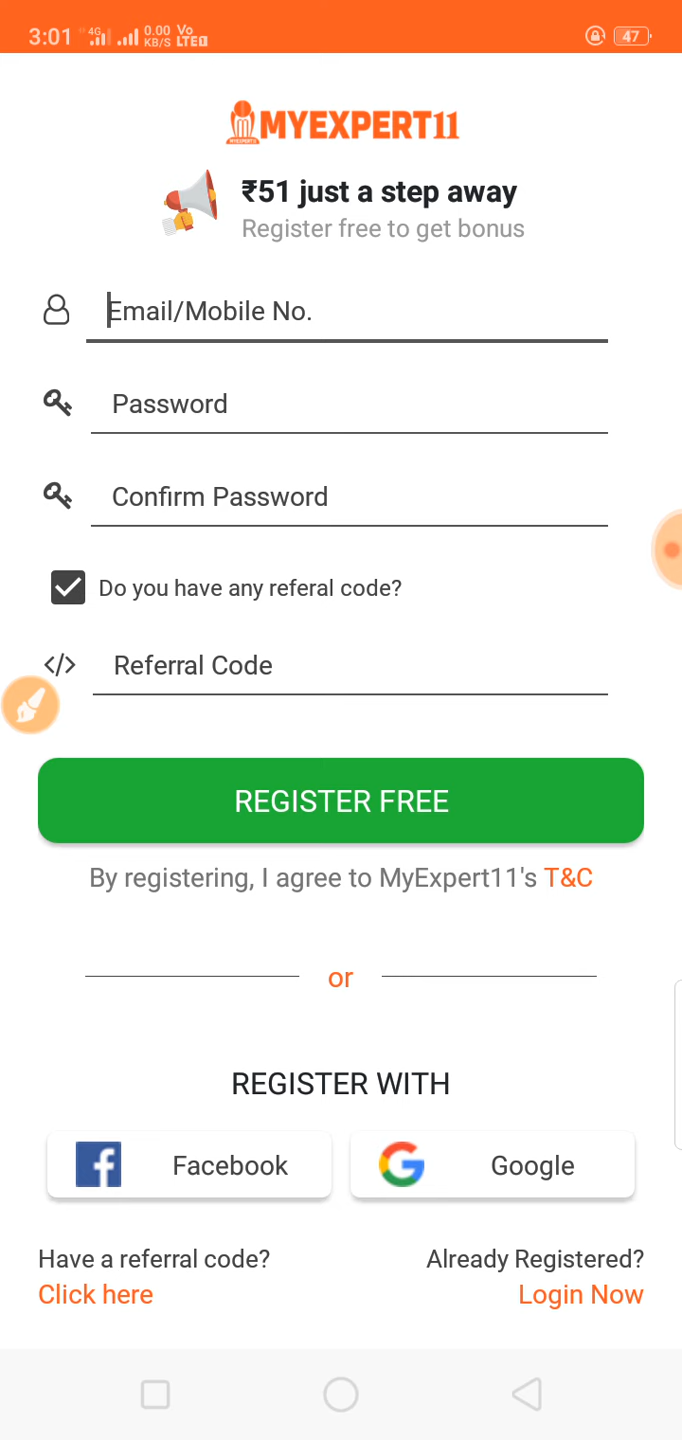 3:01 4G 0.00 KB/S Vo LTE1 47
MYEXPERT11
₹51 just a step away
Register free to get bonus
Email/Mobile No.
Password
Confirm Password
Do you have any referal code?
</> Referral Code
REGISTER FREE
By registering, I agree to MyExpert11's T&C
or
REGISTER WITH
Facebook Google
Have a referral code? Already Registered?
Click here Login Now